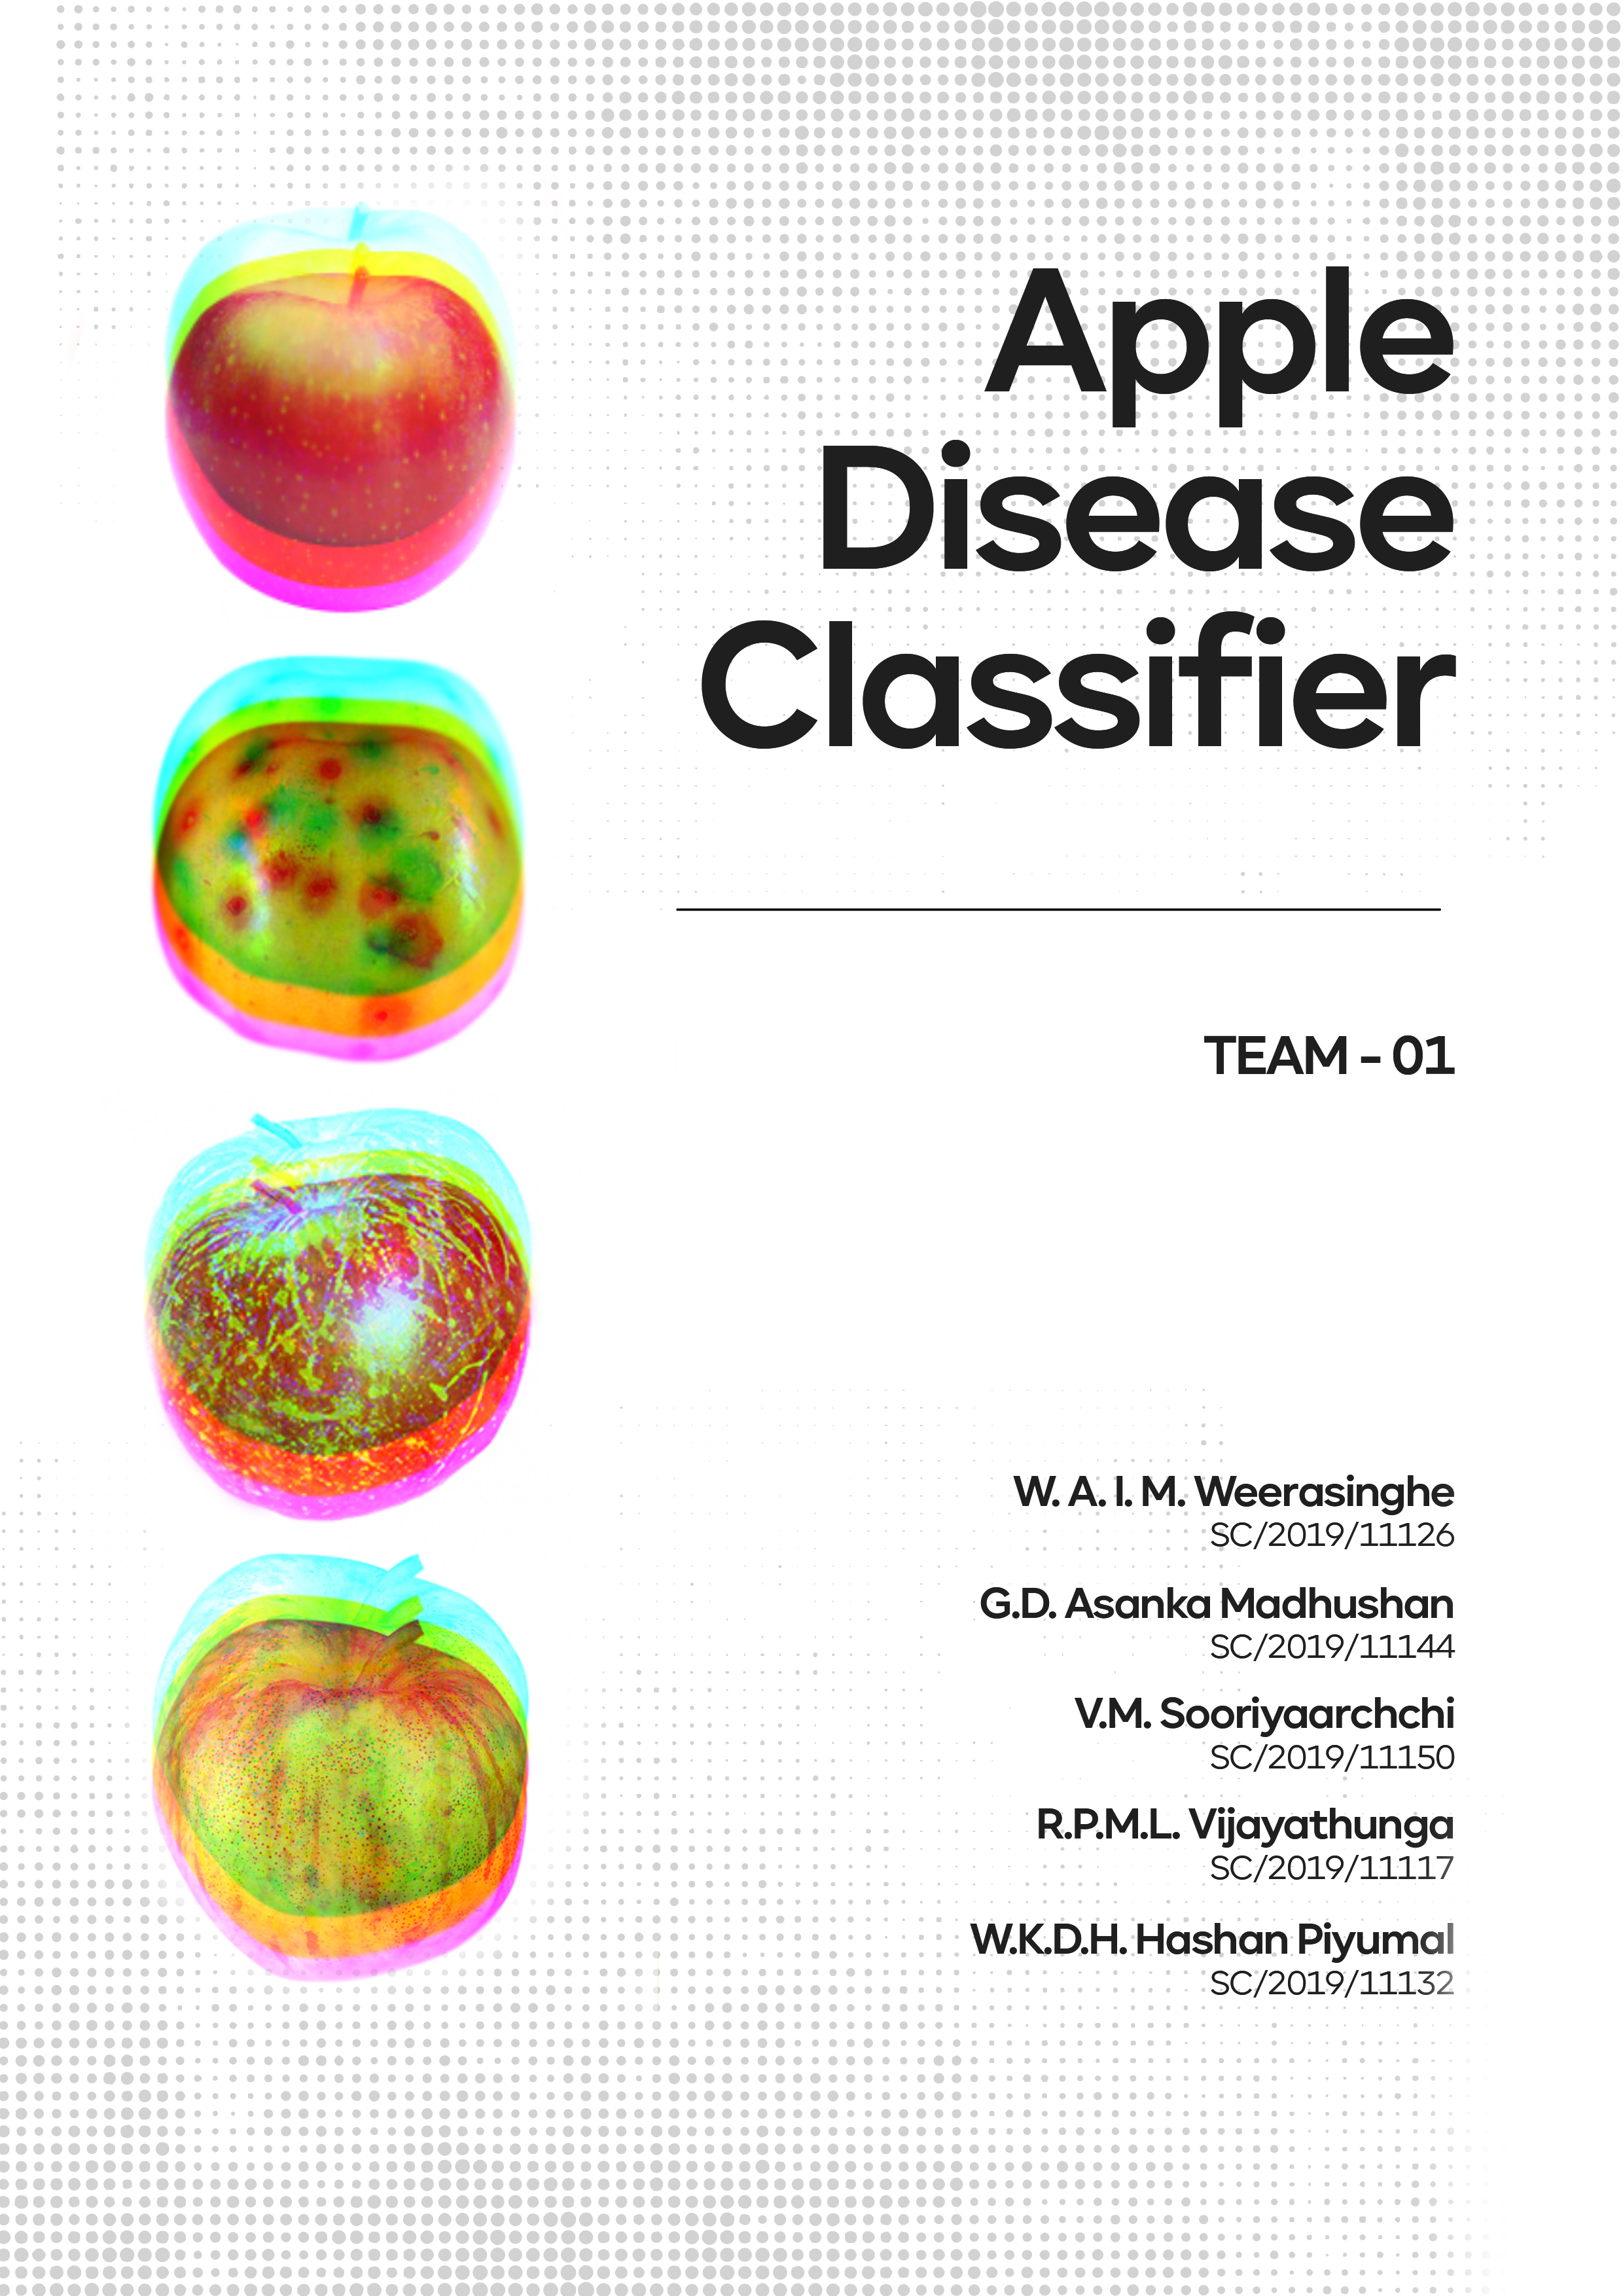 Apple
Disease
Classifier
TEAM - 01
W. A. I. M. Weerasinghe
SC/2019/11126
G.D. Asanka Madhushan
SC/2019/11144
V.M. Sooriyaarchchi
SC/2019/11150
R.P.M.L. Vijayathunga
SC/2019/11117
W.K.D.H. Hashan Piyumal
SC/2019/11132